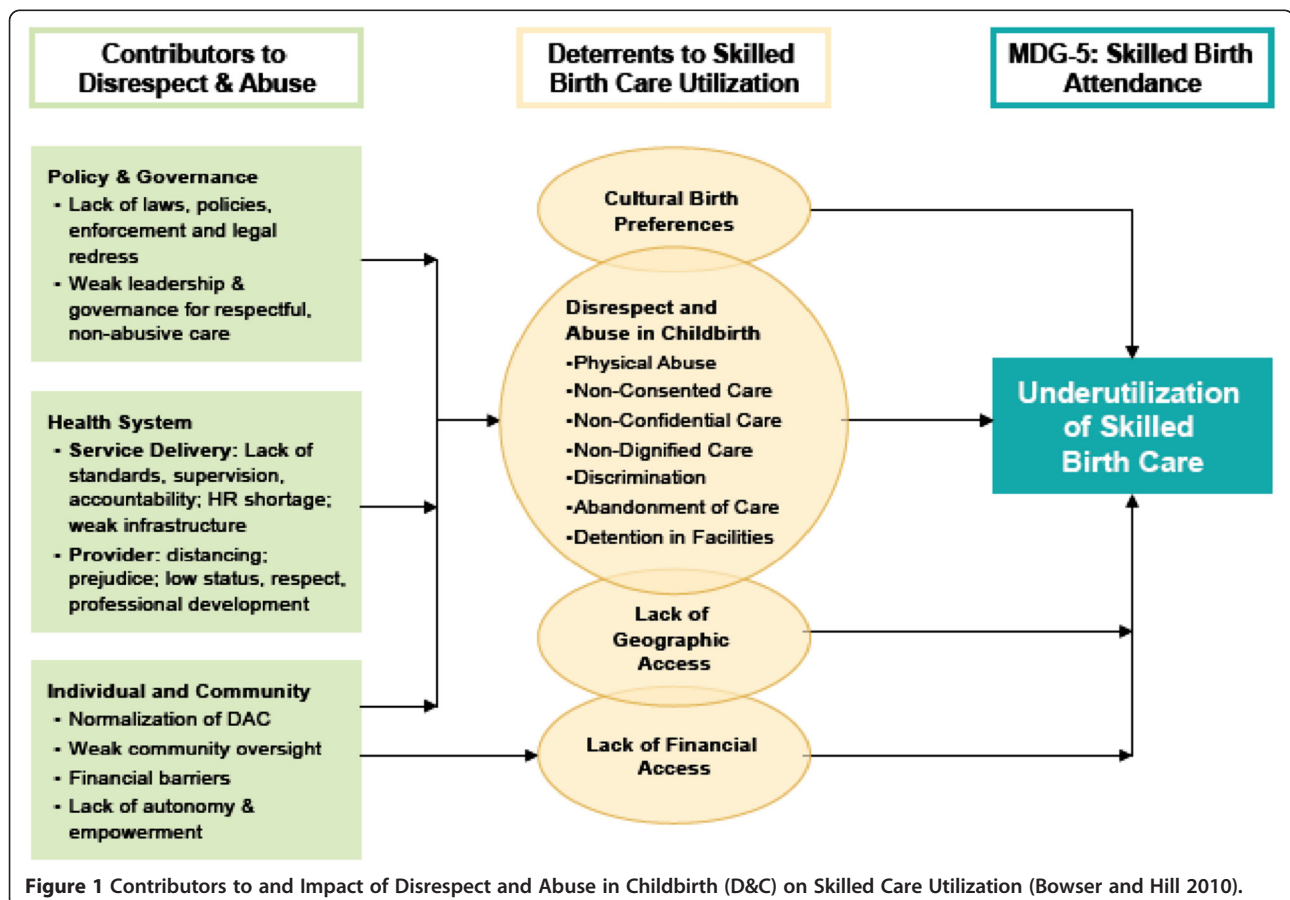 Contributors to
Disrespect & Abuse
Deterrents to Skilled
Birth Care Utilization
MDG-5: Skilled Birth
Attendance
Policy & Governance
- Lack of laws, policies,
enforcement and legal
redress
- Weak leadership &
governance for respectful,
non-abusive care
Health System
- Service Delivery: Lack of
standards, supervision,
accountability; HR shortage;
weak infrastructure
- Provider: distancing;
prejudice; low status, respect,
professional development
Individual and Community
- Normalization of DAC
- Weak community oversight
- Financial barriers
- Lack of autonomy &
empowerment
Cultural Birth
Preferences
Disrespect and
Abuse in Childbirth
-Physical Abuse
-Non-Consented Care
-Non-Confidential Care
-Non-Dignified Care
-Discrimination
-Abandonment of Care
-Detention in Facilities
Lack of
Geographic
Access
Lack of Financial
Access
Underutilization
of Skilled
Birth Care
Figure 1 Contributors to and Impact of Disrespect and Abuse in Childbirth (D&C) on Skilled Care Utilization (Bowser and Hill 2010).